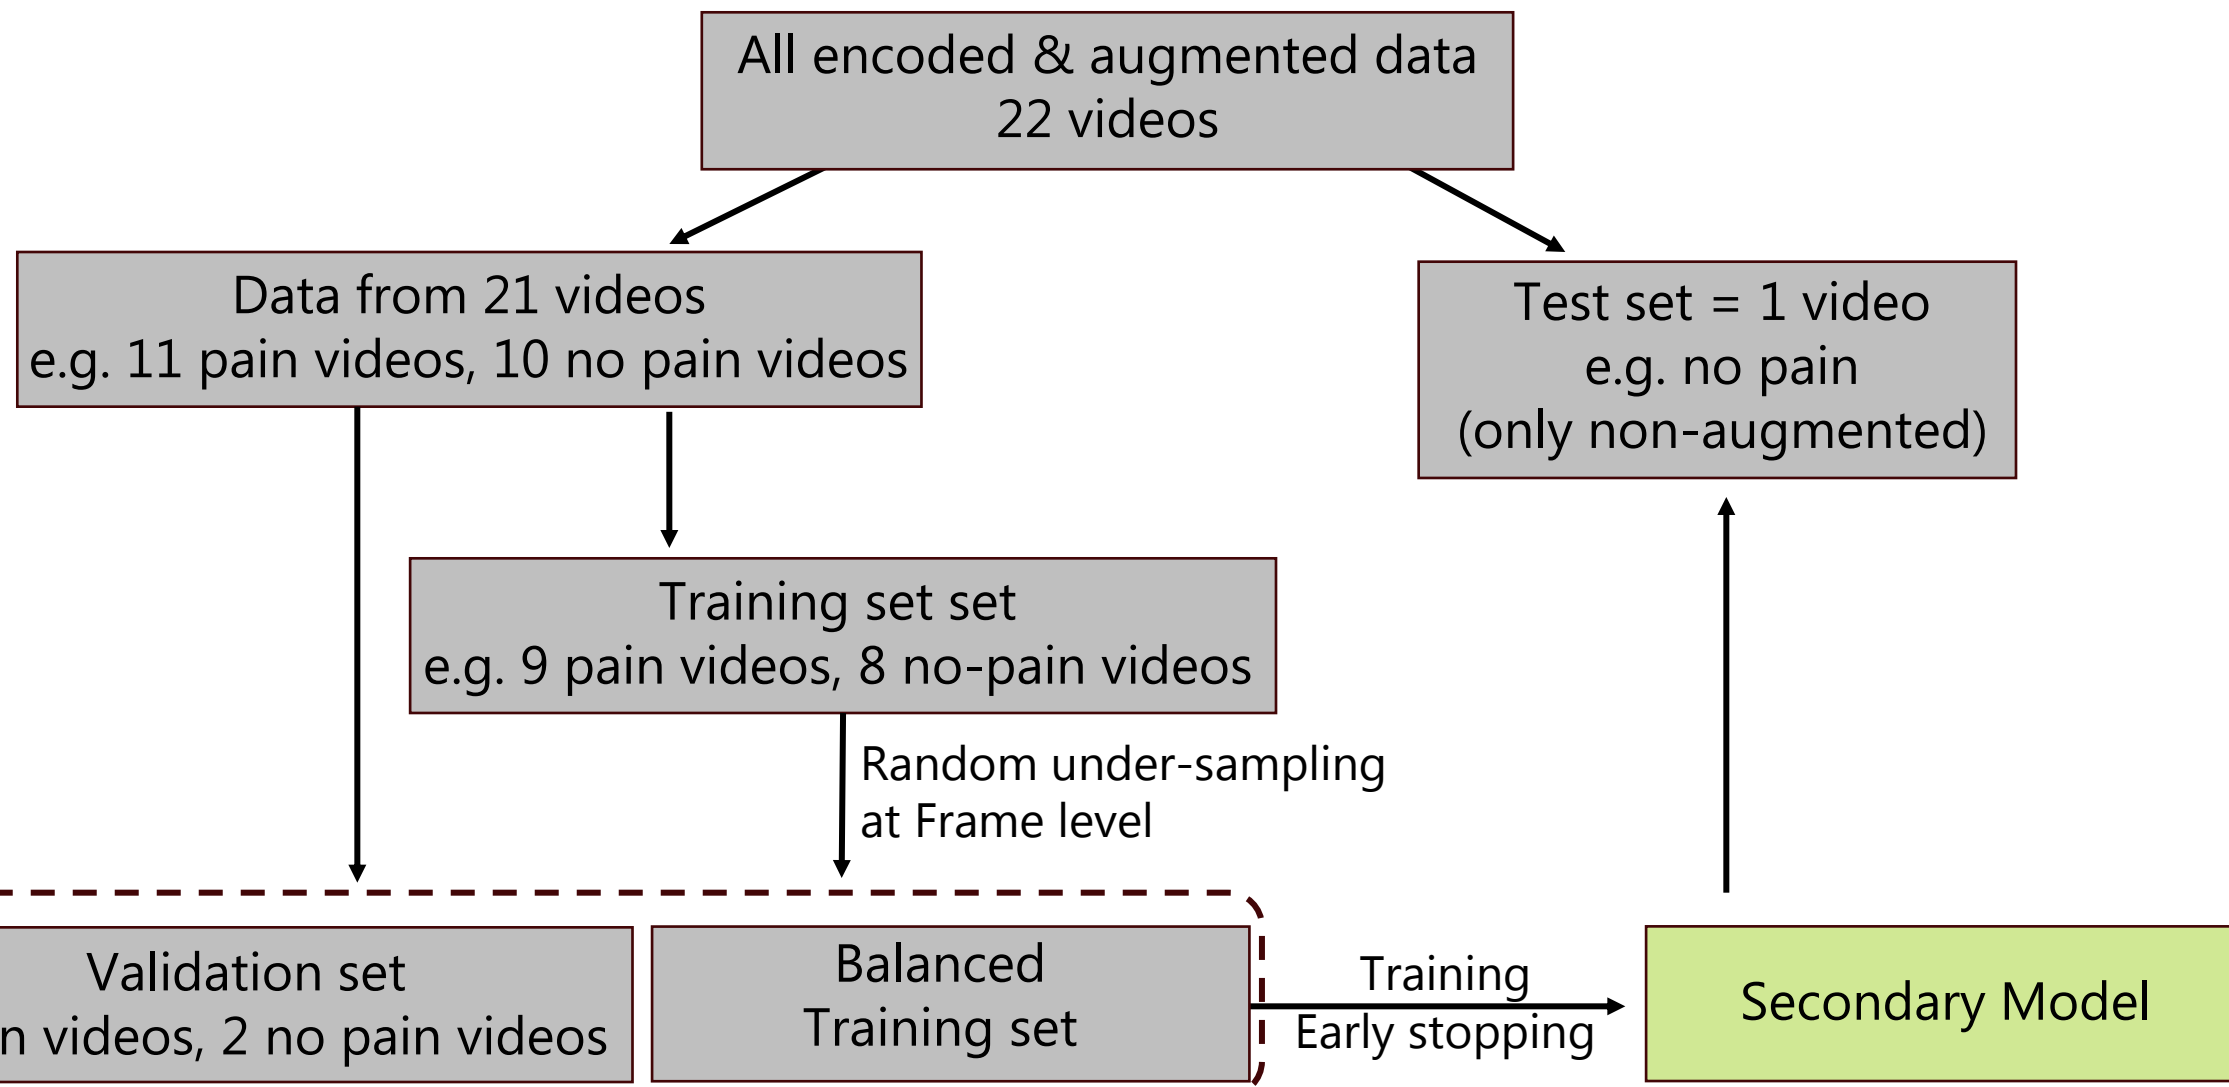 All encoded & augmented data
22 videos
Data from 21 videos
e.g. 11 pain videos, 10 no pain videos
Test set = 1 video
e.g. no pain
(only non-augmented)
Training set set
e.g. 9 pain videos, 8 no-pain videos
Random under-sampling
at Frame level
Validation set
videos, 2 no pain videos
Balanced
Training set
Training
Early stopping
Secondary Model